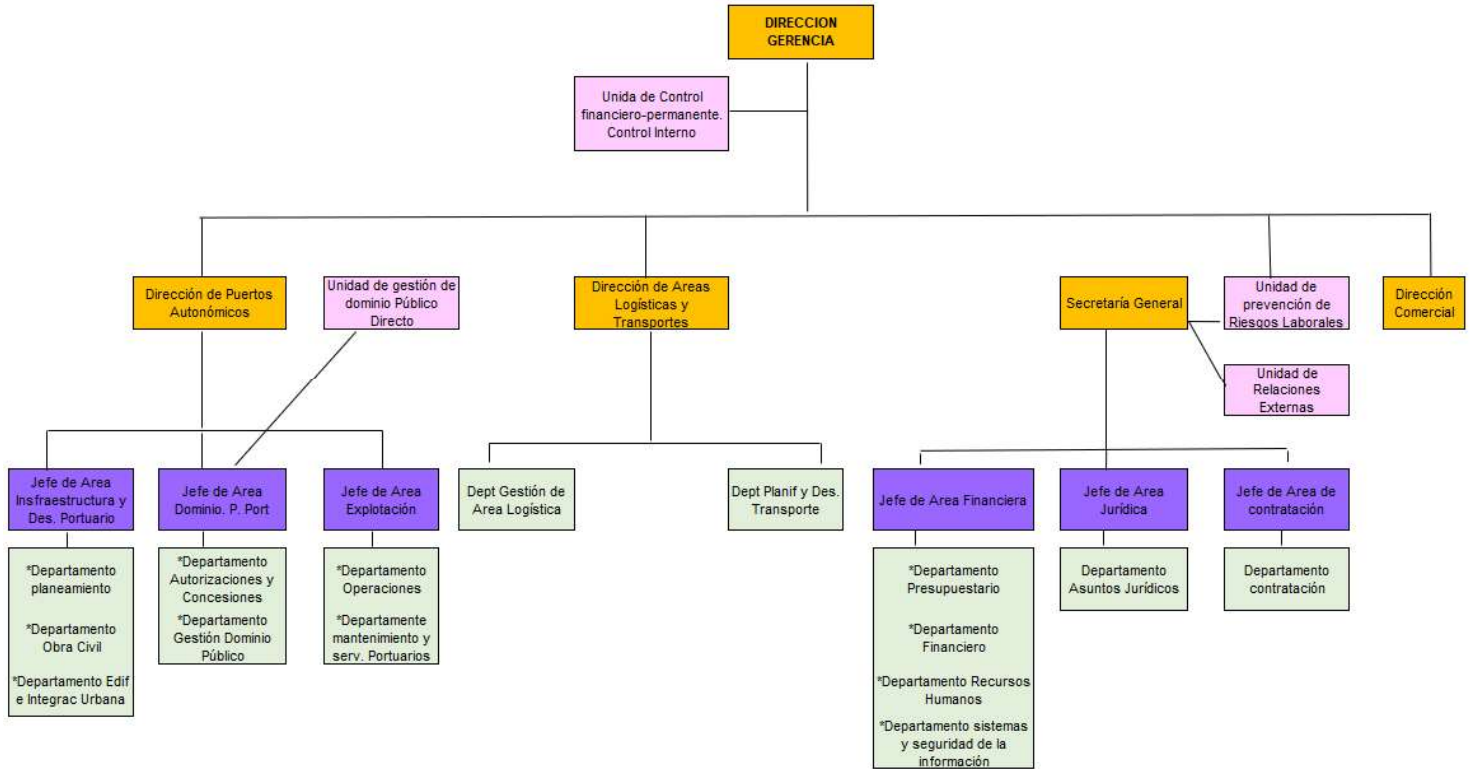 DIRECCION
GERENCIA
Unida de Control
financiero-permanente.
Control Interno
Dirección de Puertos
Autonómicos
Unidad de gestión de
dominio Público
Directo
Dirección de Areas
Logísticas y
Transportes
Secretaría General
Unidad de
prevención de
Riesgos Laborales
Dirección
Comercial
Unidad de
Relaciones
Externas
Jefe de Area
Insfraestructura y
Des. Portuario
Jefe de Area
Dominio. P. Port
Jefe de Area
Explotación
Dept Gestión de
Area Logística
Dept Planif y Des.
Transporte
Jefe de Area Financiera
Jefe de Area
Jurídica
Jefe de Area de
contratación
*Departamento
planeamiento
*Departamento
Obra Civil
*Departamento Edif
e Integrac Urbana
*Departamento
Autorizaciones y
Concesiones
*Departamento
Gestión Dominio
Público
*Departamento
Operaciones
*Departamente
mantenimiento y
serv. Portuarios
*Departamento
Presupuestario
*Departamento
Financiero
*Departamento Recursos
Humanos
*Departamento sistemas
y seguridad de la
información
Departamento
Asuntos Jurídicos
Departamento
contratación